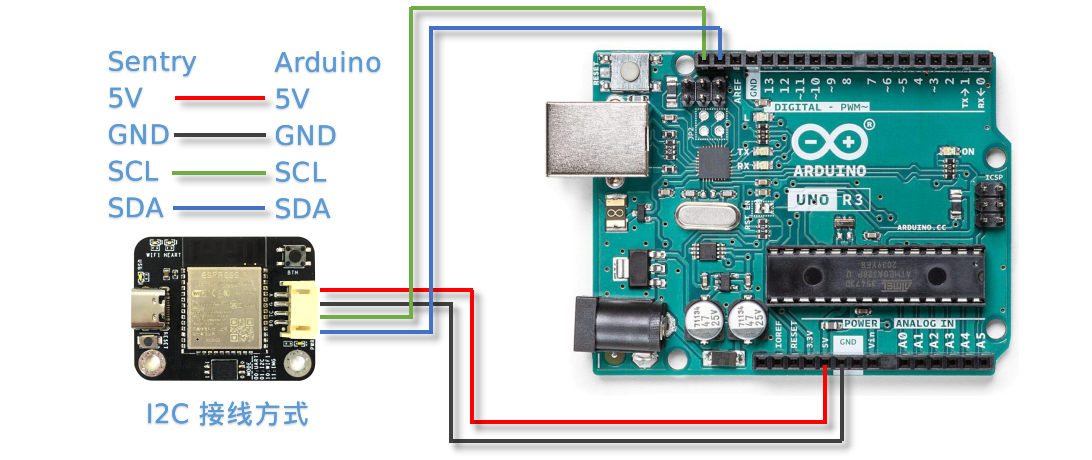 Sentry Arduino
5V 5V
GND GND
SCL SCL
SDA SDA
WIFI HEART
BTN
I2C 接线方式
RESET
AREF
GND
13
12
~11
~10
~9
8
7
~6
~5
4
~3
2
TX→1
RX←0
DIGITAL - PWM~
L
TX
RX
ARDUINO
ON
ICSP
UNO R3
ARDUINO.CC
POWER ANALOG IN
IOREF
RESET
3.3V
5V
GND
Vin
A0
A1
A2
A3
A4
A5